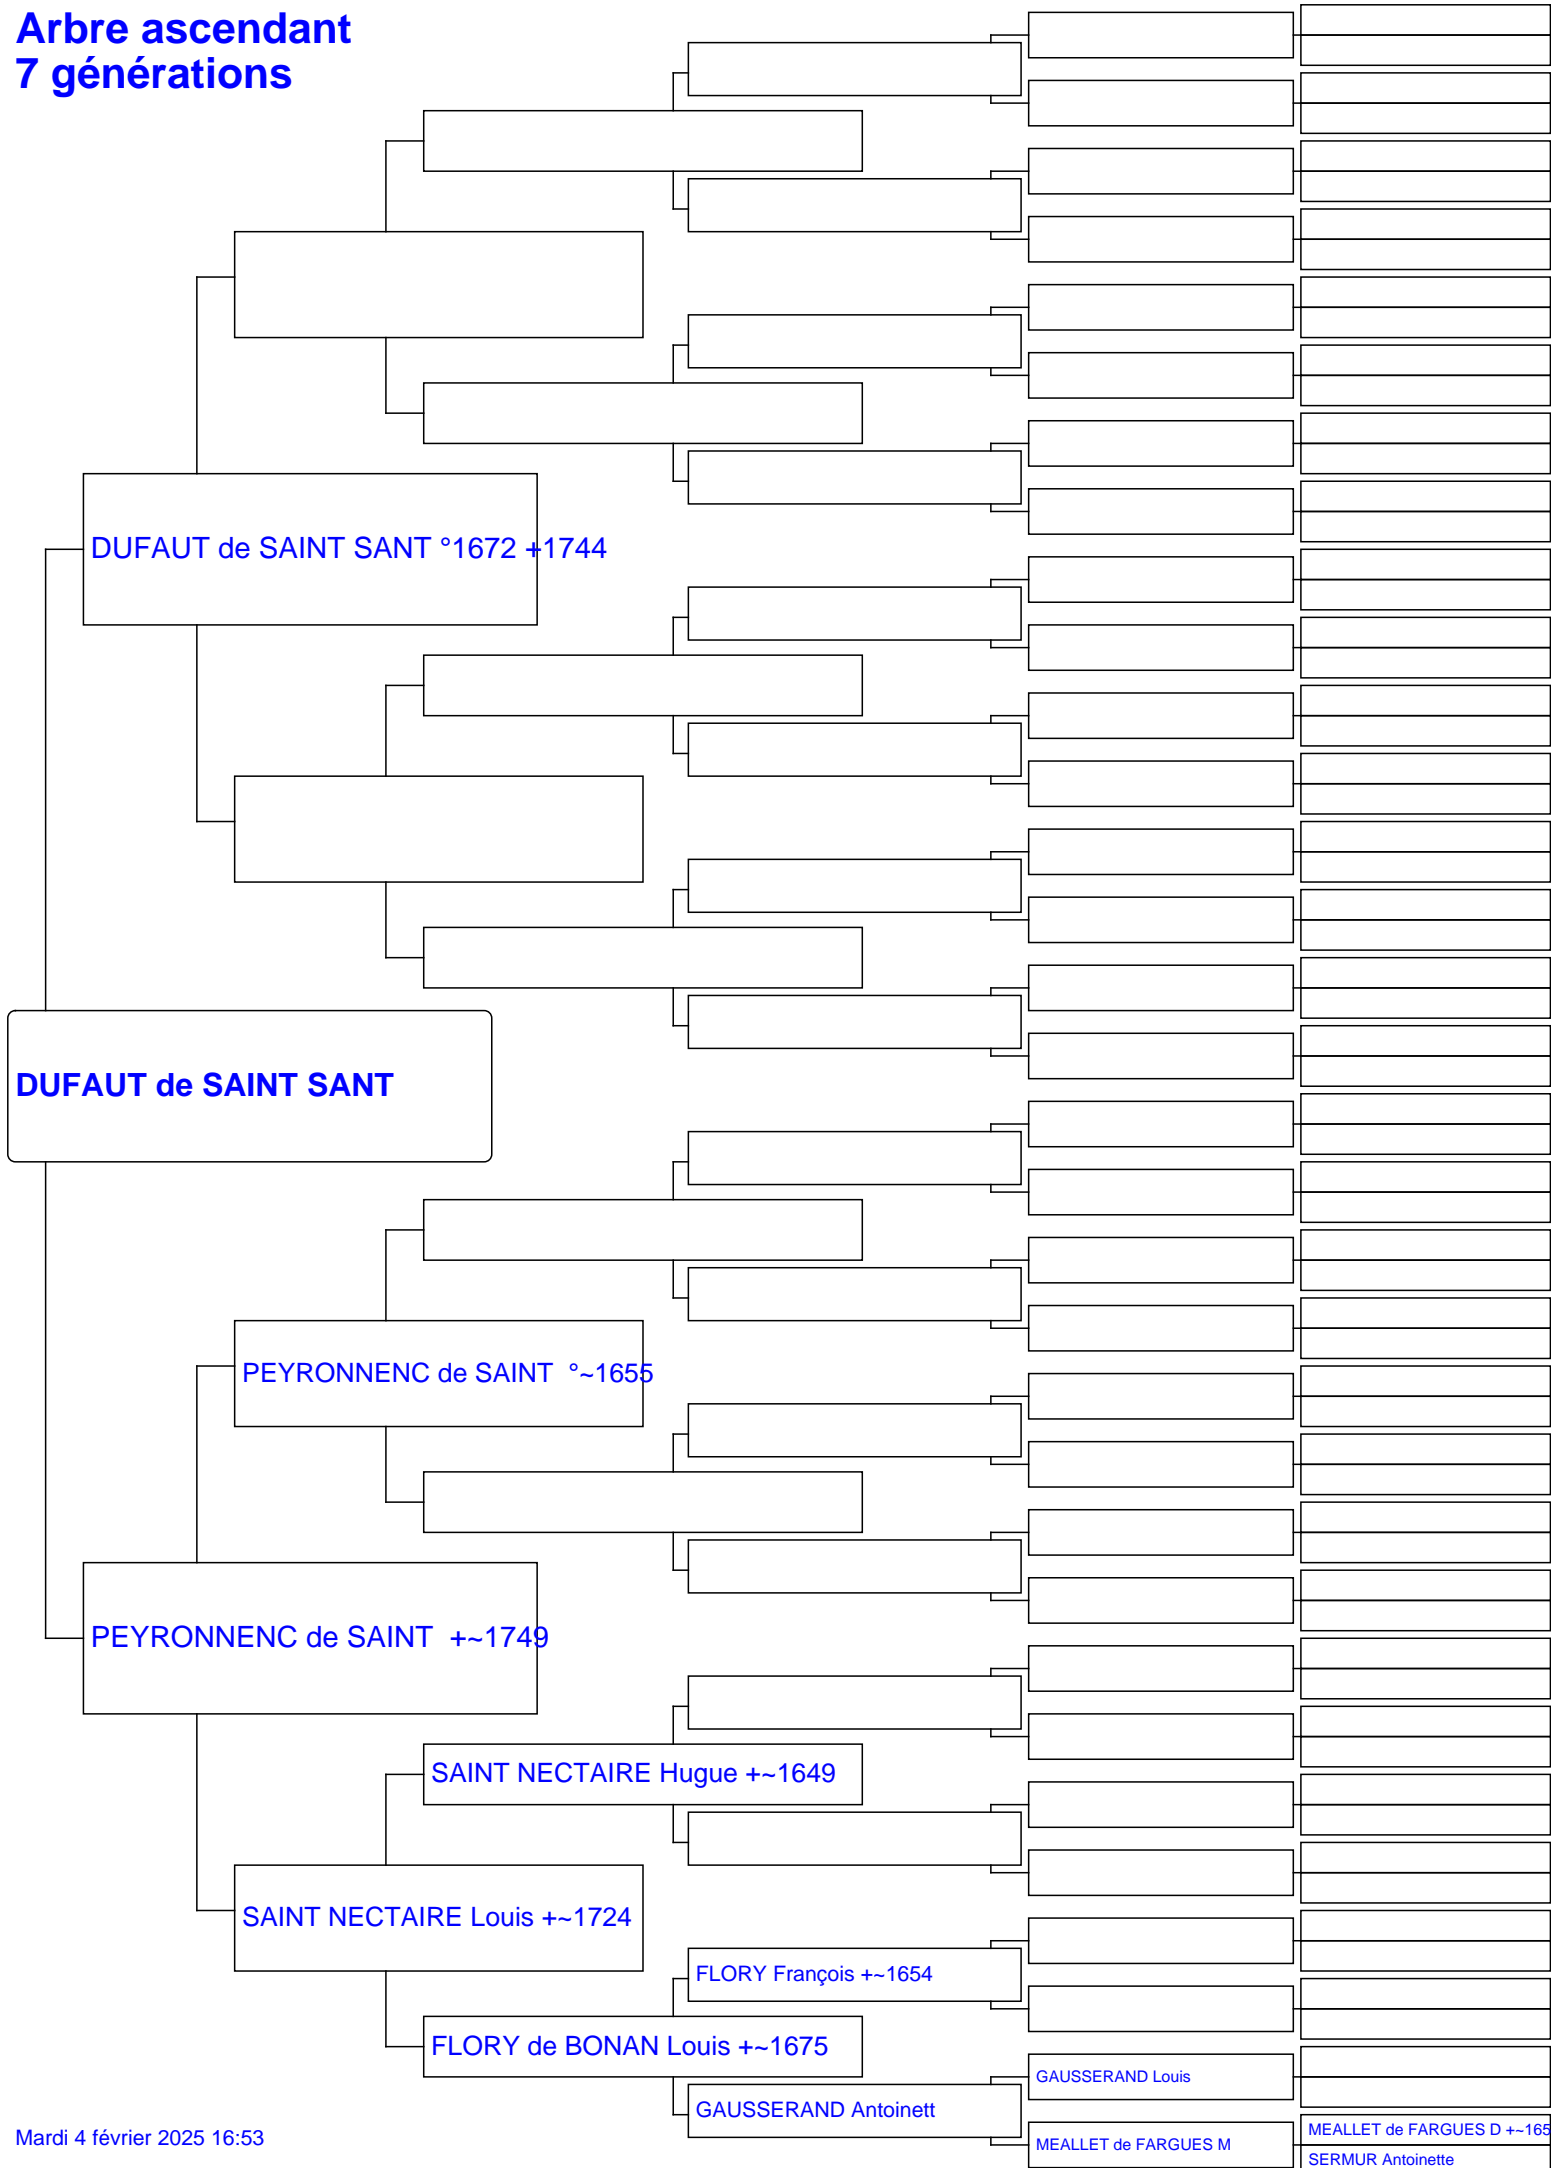 Arbre ascendant
7 générations
DUFAUT de SAINT SANT °1672 +1744
DUFAUT de SAINT SANT
PEYRONNENC de SAINT  °~1655
PEYRONNENC de SAINT  +~1749
SAINT NECTAIRE Hugue +~1649
SAINT NECTAIRE Louis +~1724
FLORY François +~1654
FLORY de BONAN Louis +~1675
GAUSSERAND Louis
GAUSSERAND Antoinett
MEALLET de FARGUES D +~165
MEALLET de FARGUES M
SERMUR Antoinette
Mardi 4 février 2025 16:53